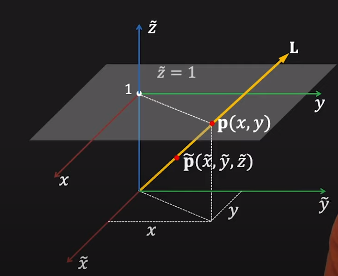 z̃
L
z̃ = 1
1
y
p(x, y)
x
p̃(x̃, ỹ, z̃)
ỹ
y
x
x̃